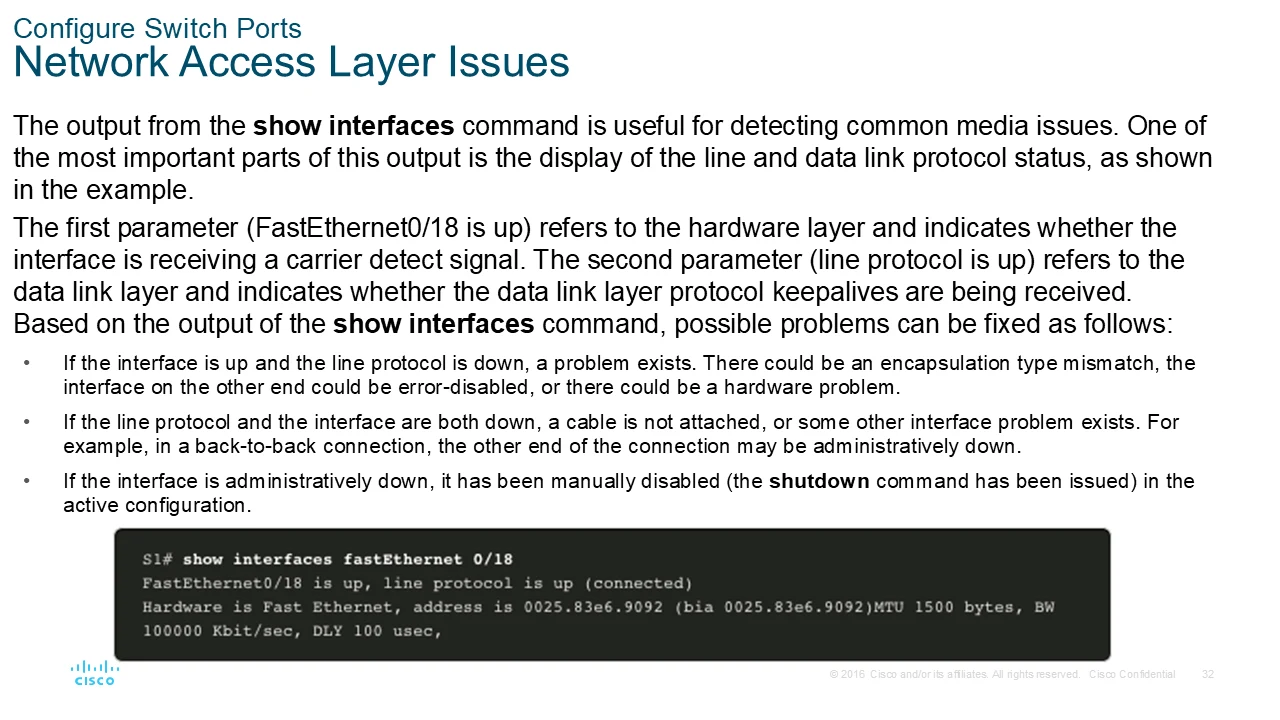 Configure Switch Ports
Network Access Layer Issues
The output from the show interfaces command is useful for detecting common media issues. One of
the most important parts of this output is the display of the line and data link protocol status, as shown
in the example.
The first parameter (FastEthernet0/18 is up) refers to the hardware layer and indicates whether the
interface is receiving a carrier detect signal. The second parameter (line protocol is up) refers to the
data link layer and indicates whether the data link layer protocol keepalives are being received.
Based on the output of the show interfaces command, possible problems can be fixed as follows:
• If the interface is up and the line protocol is down, a problem exists. There could be an encapsulation type mismatch, the
interface on the other end could be error-disabled, or there could be a hardware problem.
• If the line protocol and the interface are both down, a cable is not attached, or some other interface problem exists. For
example, in a back-to-back connection, the other end of the connection may be administratively down.
• If the interface is administratively down, it has been manually disabled (the shutdown command has been issued) in the
active configuration.
S1# show interfaces fastEthernet 0/18
FastEthernet0/18 is up, line protocol is up (connected)
Hardware is Fast Ethernet, address is 0025.83e6.9092 (bia 0025.83e6.9092)MTU 1500 bytes, BW
100000 Kbit/sec, DLY 100 usec,
cisco
© 2016 Cisco and/or its affiliates. All rights reserved. Cisco Confidential 32